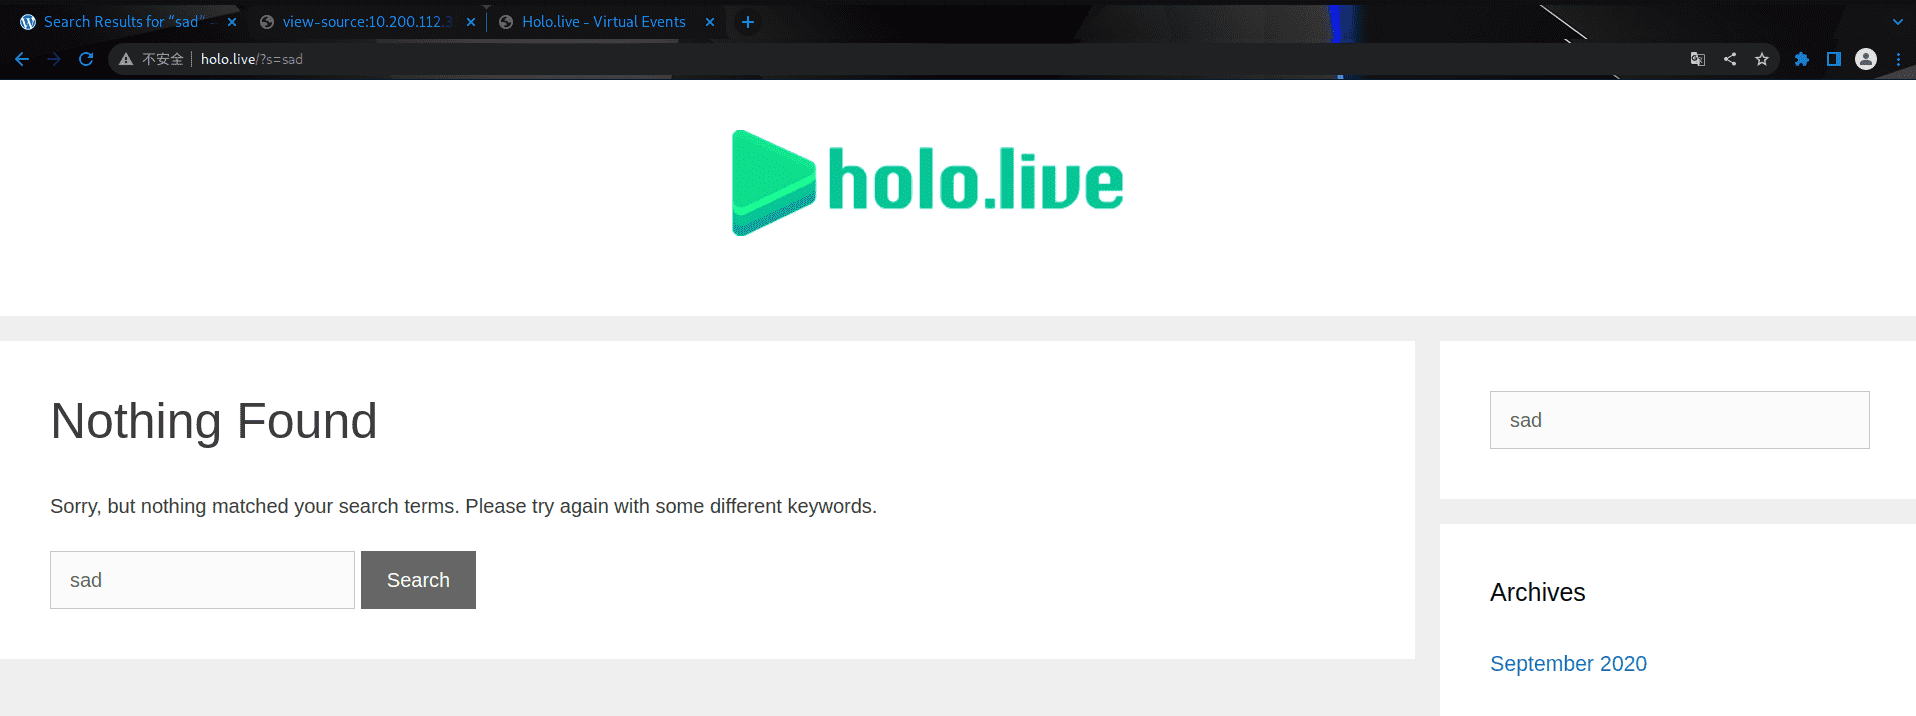 Search Results for “sad” –
view-source:10.200.112.3
Holo.live - Virtual Events
不安全
holo.live/?s=sad
holo.live
Nothing Found
Sorry, but nothing matched your search terms. Please try again with some different keywords.
sad
Search
sad
Archives
September 2020